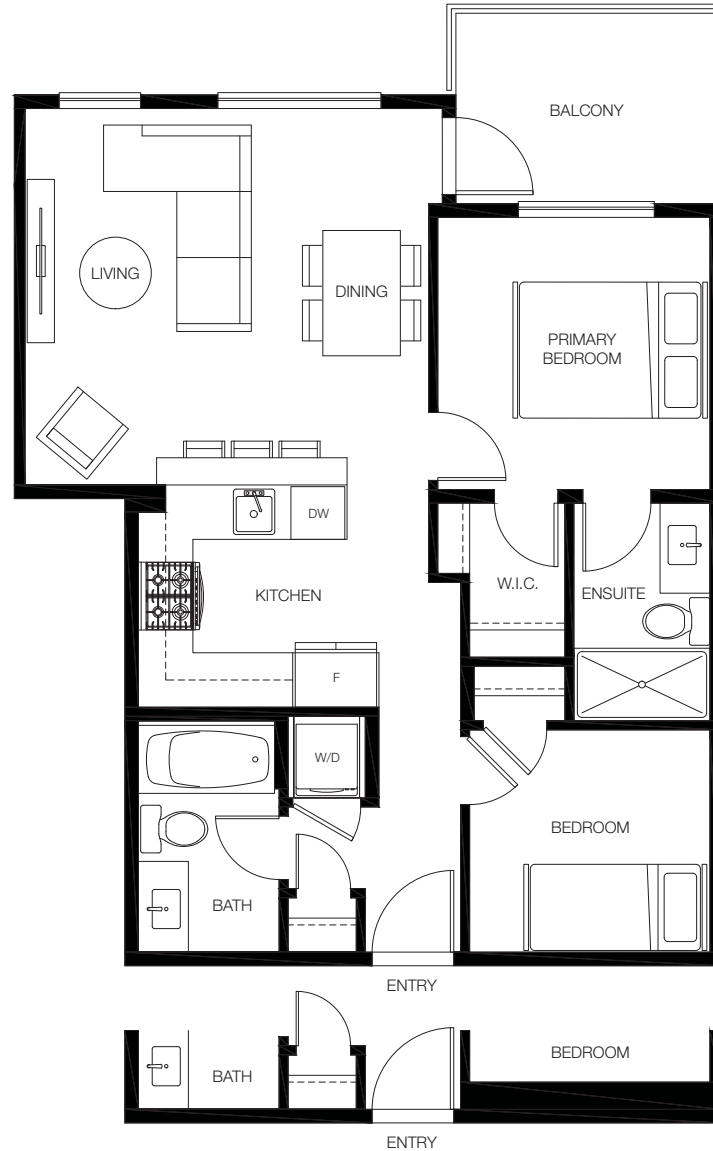 BALCONY
LIVING
DINING
PRIMARY
BEDROOM
DW
KITCHEN
W.I.C.
ENSUITE
F
W/D
BEDROOM
BATH
ENTRY
BEDROOM
BATH
ENTRY